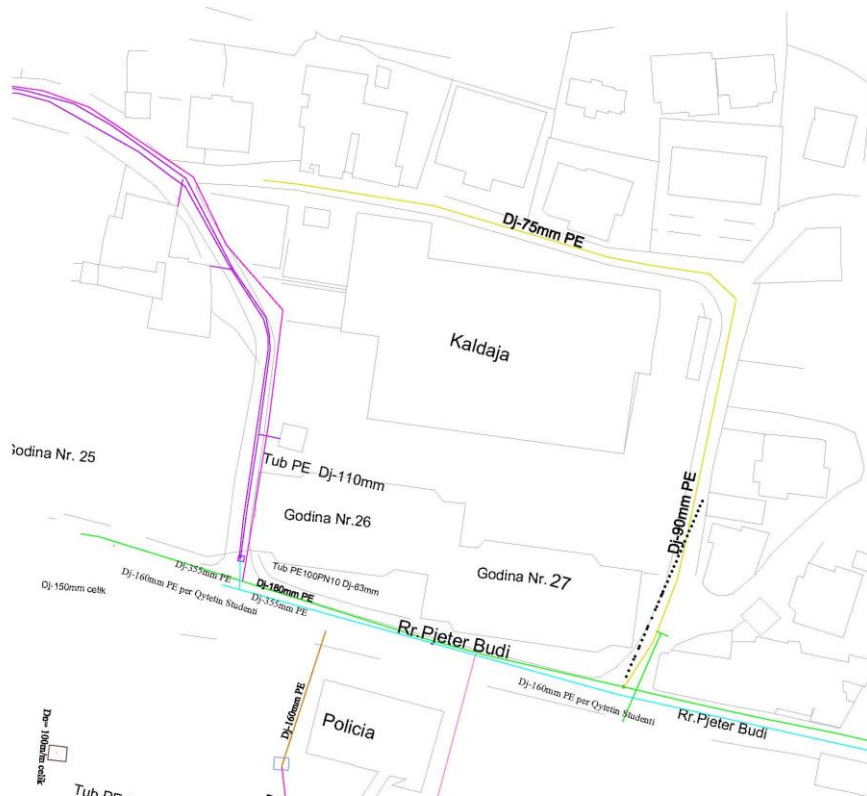 Dj-75mm PE
Kaldaja
Godina Nr. 25
Tub PE Dj-110mm
Dj-90mm PE
Godina Nr.26
Tub PE100PN10 Dj-63mm
Godina Nr. 27
Dj-355mm PE
Dj-160mm PE per Qytetin Studenti
Dj-180mm PE
Dj-355mm PE
Dj-150mm celik
Rr.Pjeter Budi
Dj-160mm PE per Qytetin Studenti
Rr.Pjeter Budi
Dj-160mm PE
Policia
Dn=100m/m celik
Tub PE